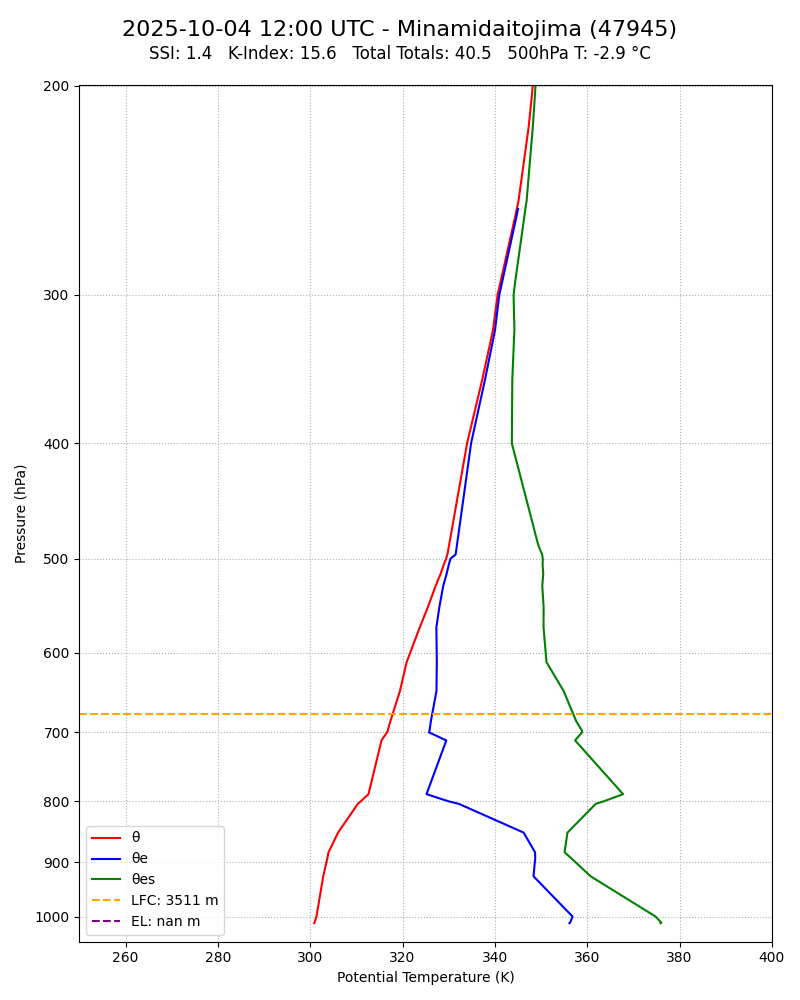 2025-10-04 12:00 UTC - Minamidaitojima (47945)
SSI: 1.4   K-Index: 15.6   Total Totals: 40.5   500hPa T: -2.9 °C
200
300
400
500
600
700
800
900
1000
Pressure (hPa)
θ
θe
θes
LFC: 3511 m
EL: nan m
260 280 300 320 340 360 380 400
Potential Temperature (K)